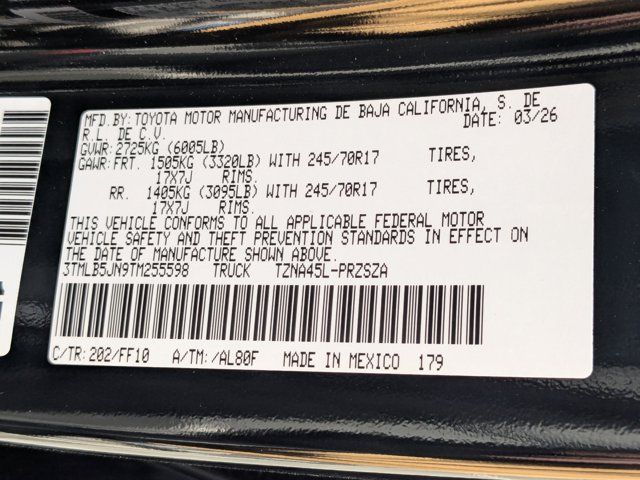 MFD.BY:TOYOTA MOTOR MANUFACTURING DE BAJA CALIFORNIA, S. DE
R.L. DE C.V. DATE: 03/26
GVWR:2725KG (6005LB)
GAWR:FRT. 1505KG (3320LB) WITH 245/70R17 TIRES,
17X7J RIMS.
RR. 1405KG (3095LB) WITH 245/70R17 TIRES,
17X7J RIMS.
THIS VEHICLE CONFORMS TO ALL APPLICABLE FEDERAL MOTOR
VEHICLE SAFETY AND THEFT PREVENTION STANDARDS IN EFFECT ON
THE DATE OF MANUFACTURE SHOWN ABOVE.
3TMLB5JN9TM255598 TRUCK TZNA45L-PRZSZA
C/TR:202/FF10 A/TM:/AL80F MADE IN MEXICO 179